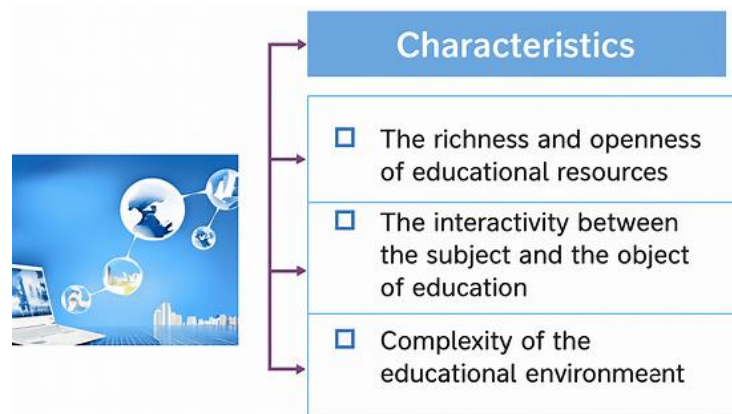 Characteristics
The richness and openness
of educational resources
The interactivity between
the subject and the object
of education
Complexity of the
educational environmeant